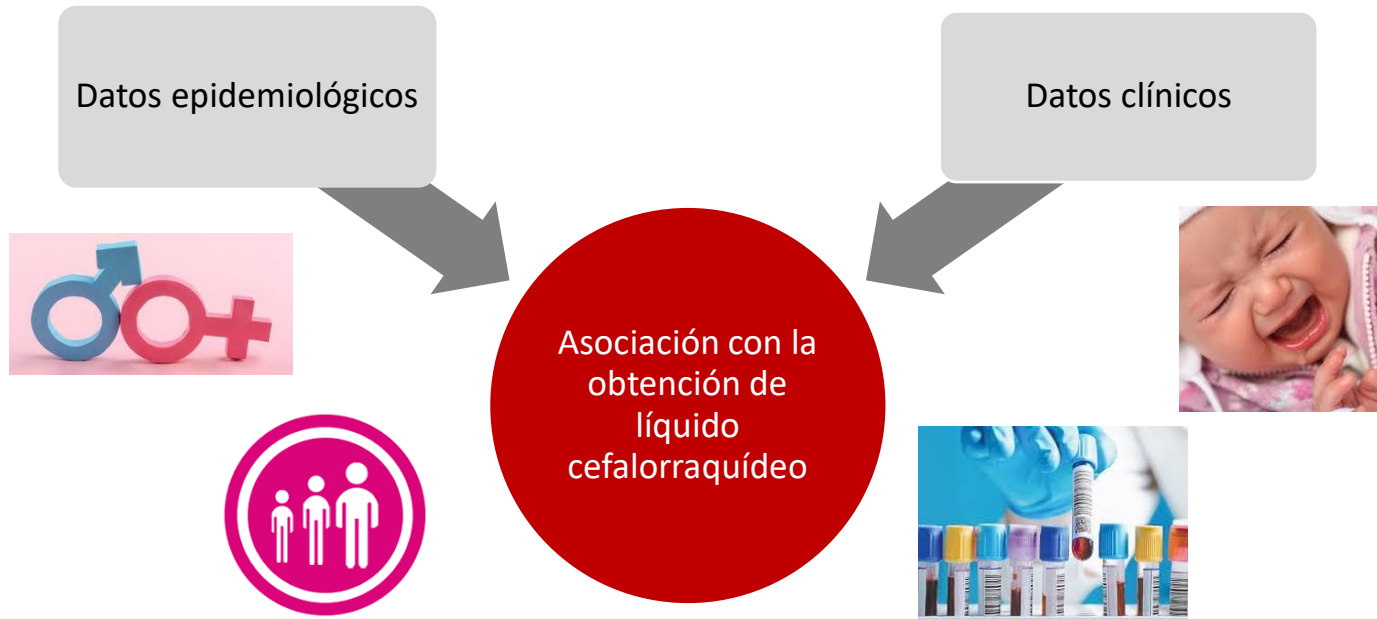 Datos epidemiológicos
Datos clínicos
Asociación con la
obtención de
líquido
cefalorraquídeo